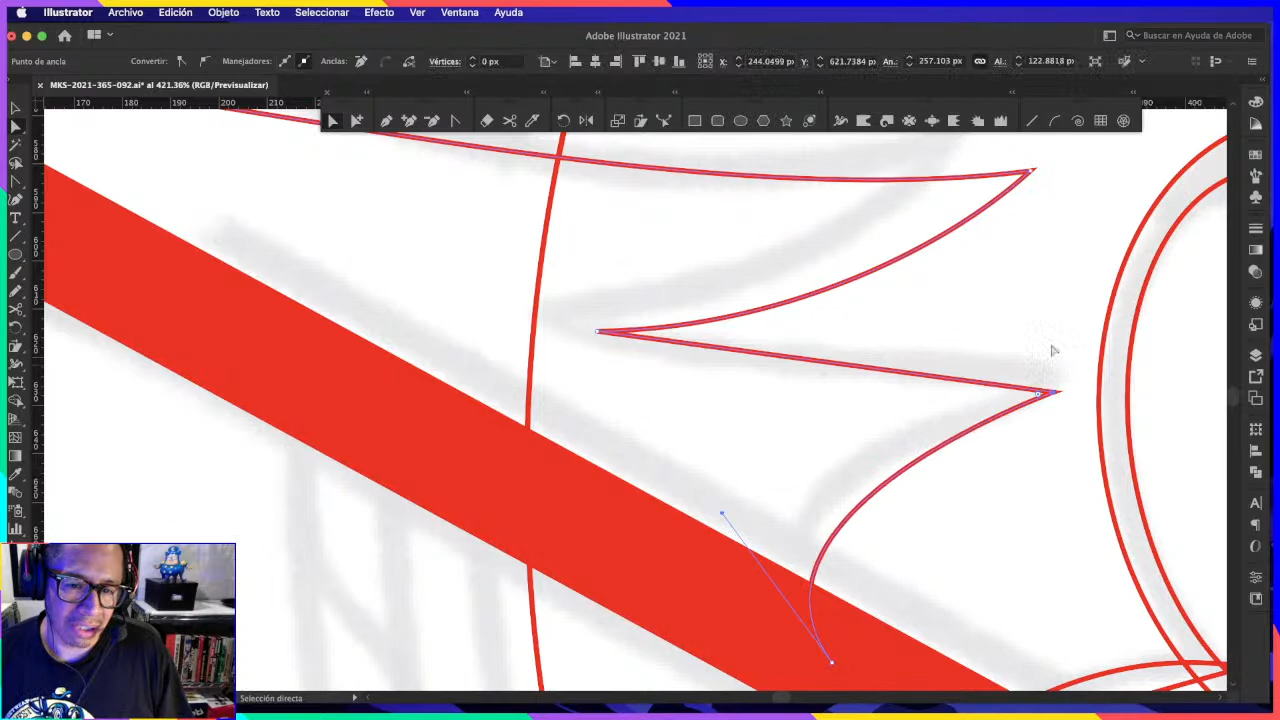 Illustrator Archivo Edición Objeto Texto Seleccionar Efecto Ver Ventana Ayuda
Adobe Illustrator 2021
Buscar en Ayuda de Adobe
Punto de ancla Convertir: Manejadores: Anclas: Vértices: 0 px X: 244.0499 px Y: 621.7384 px An.: 257.103 px Al.: 122.8818 px
MKS-2021-365-092.ai* al 421.36% (RGB/Previsualizar)
170 180 190 200 210 400
Selección directa